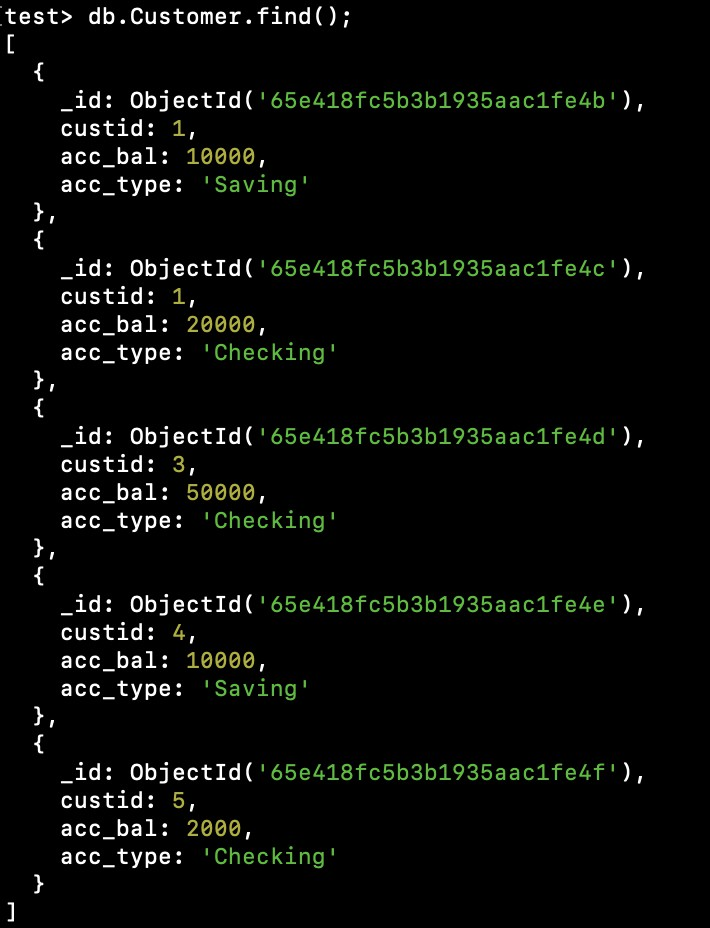 [test> db.Customer.find();
[
  {
    _id: ObjectId('65e418fc5b3b1935aac1fe4b'),
    custid: 1,
    acc_bal: 10000,
    acc_type: 'Saving'
  },
  {
    _id: ObjectId('65e418fc5b3b1935aac1fe4c'),
    custid: 1,
    acc_bal: 20000,
    acc_type: 'Checking'
  },
  {
    _id: ObjectId('65e418fc5b3b1935aac1fe4d'),
    custid: 3,
    acc_bal: 50000,
    acc_type: 'Checking'
  },
  {
    _id: ObjectId('65e418fc5b3b1935aac1fe4e'),
    custid: 4,
    acc_bal: 10000,
    acc_type: 'Saving'
  },
  {
    _id: ObjectId('65e418fc5b3b1935aac1fe4f'),
    custid: 5,
    acc_bal: 2000,
    acc_type: 'Checking'
  }
]